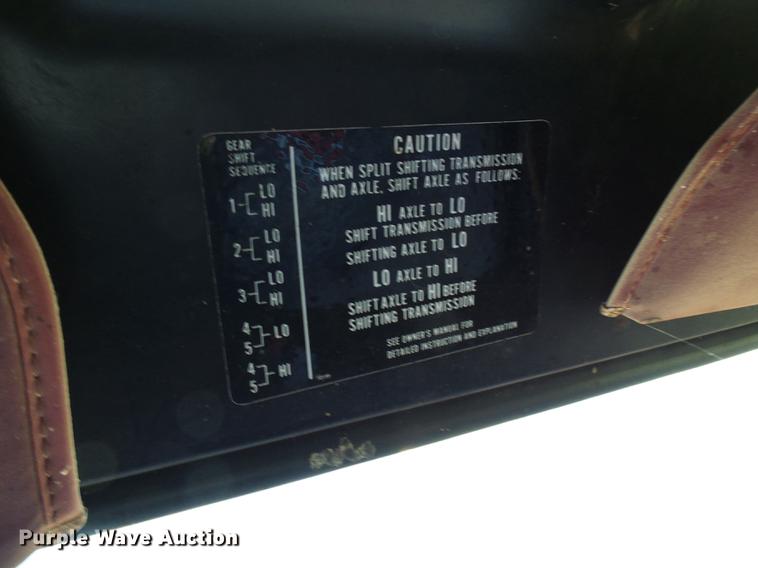 GEAR
SHIFT
SEQUENCE
1 LO
HI
2 LO
HI
3 LO
HI
4
5 LO
4
5 HI
CAUTION
WHEN SPLIT SHIFTING TRANSMISSION
AND AXLE, SHIFT AXLE AS FOLLOWS:
HI AXLE TO LO
SHIFT TRANSMISSION BEFORE
SHIFTING AXLE TO LO
LO AXLE TO HI
SHIFT AXLE TO HI BEFORE
SHIFTING TRANSMISSION
SEE OWNER'S MANUAL FOR
DETAILED INSTRUCTION AND EXPLANATION
Purple Wave Auction